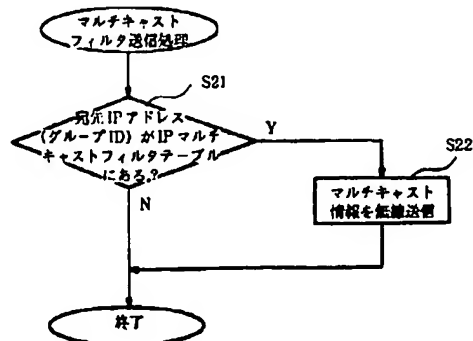 マルチキャスト
フィルタ送信処理
S21
宛先IPアドレス
(グループID)がIPマルチ
キャストフィルタテーブル
にある?
Y
S22
マルチキャスト
情報を無線送信
N
終了